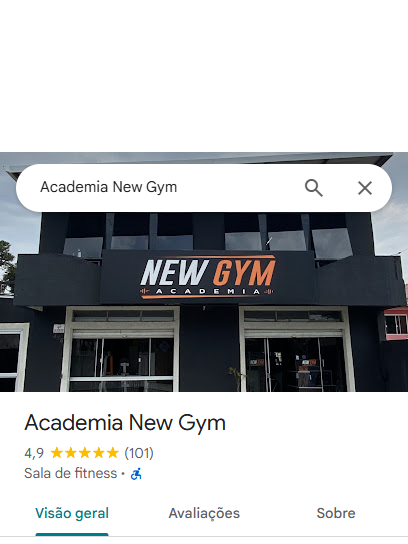 Academia New Gym
NEW GYM
ACADEMIA
Academia New Gym
4,9 (101)
Sala de fitness •
Visão geral Avaliações Sobre